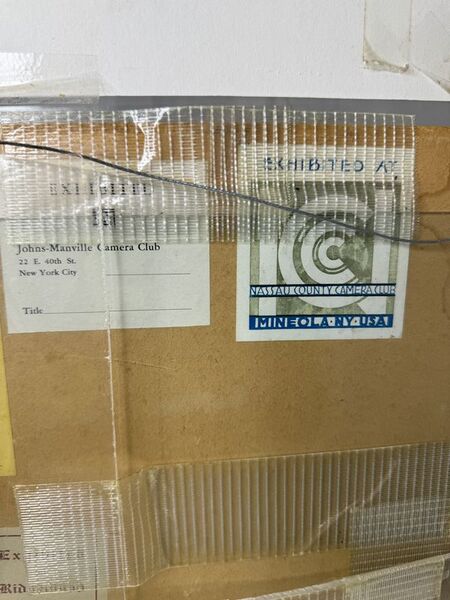 EXHIBITED
Johns-Manville Camera Club
22 E. 40th St.
New York City
Title
EXHIBITED AT
CCC
NASSAU COUNTY CAMERA CLUB
MINEOLA·NY·USA